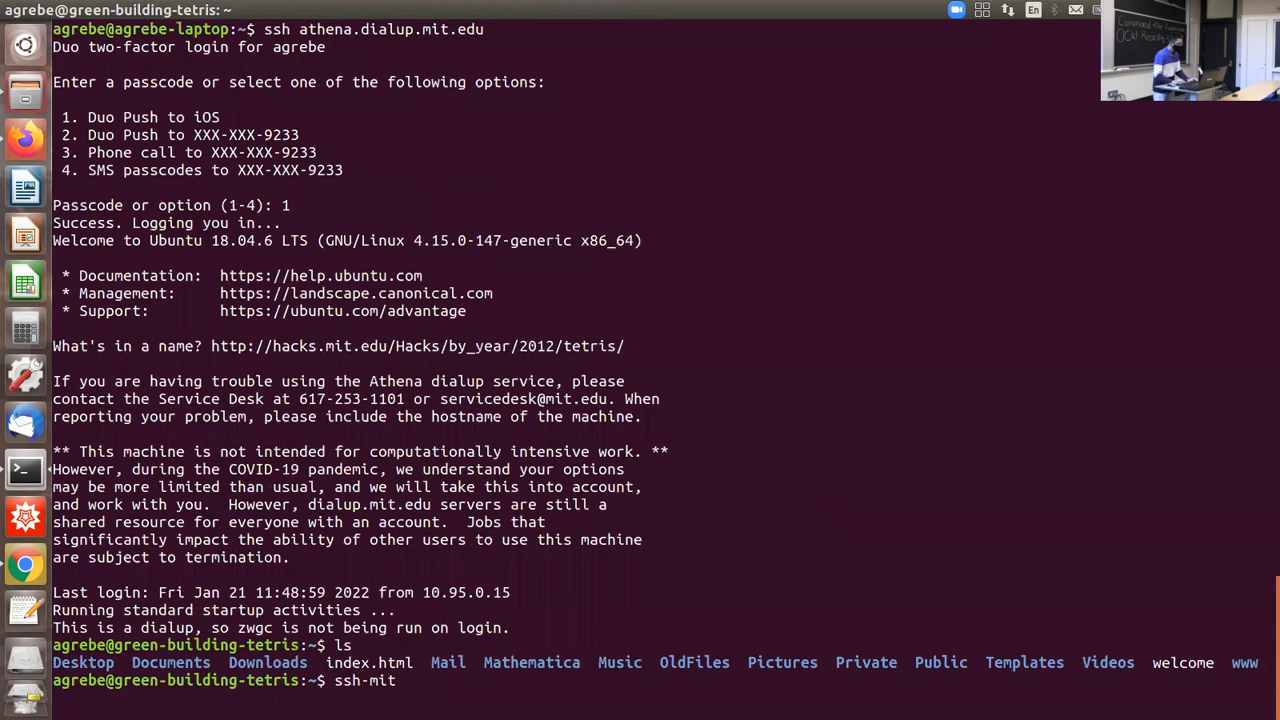 agrebe@green-building-tetris: ~
En
agrebe@agrebe-laptop:~$ ssh athena.dialup.mit.edu
Duo two-factor login for agrebe
Enter a passcode or select one of the following options:
1. Duo Push to iOS
2. Duo Push to XXX-XXX-9233
3. Phone call to XXX-XXX-9233
4. SMS passcodes to XXX-XXX-9233
Passcode or option (1-4): 1
Success. Logging you in...
Welcome to Ubuntu 18.04.6 LTS (GNU/Linux 4.15.0-147-generic x86_64)
* Documentation:  https://help.ubuntu.com
* Management:     https://landscape.canonical.com
* Support:        https://ubuntu.com/advantage
What's in a name? http://hacks.mit.edu/Hacks/by_year/2012/tetris/
If you are having trouble using the Athena dialup service, please
contact the Service Desk at 617-253-1101 or servicedesk@mit.edu. When
reporting your problem, please include the hostname of the machine.
** This machine is not intended for computationally intensive work. **
However, during the COVID-19 pandemic, we understand your options
may be more limited than usual, and we will take this into account,
and work with you.  However, dialup.mit.edu servers are still a
shared resource for everyone with an account.  Jobs that
significantly impact the ability of other users to use this machine
are subject to termination.
Last login: Fri Jan 21 11:48:59 2022 from 10.95.0.15
Running standard startup activities ...
This is a dialup, so zwgc is not being run on login.
agrebe@green-building-tetris:~$ ls
Desktop Documents Downloads index.html Mail Mathematica Music OldFiles Pictures Private Public Templates Videos welcome www
agrebe@green-building-tetris:~$ ssh-mit